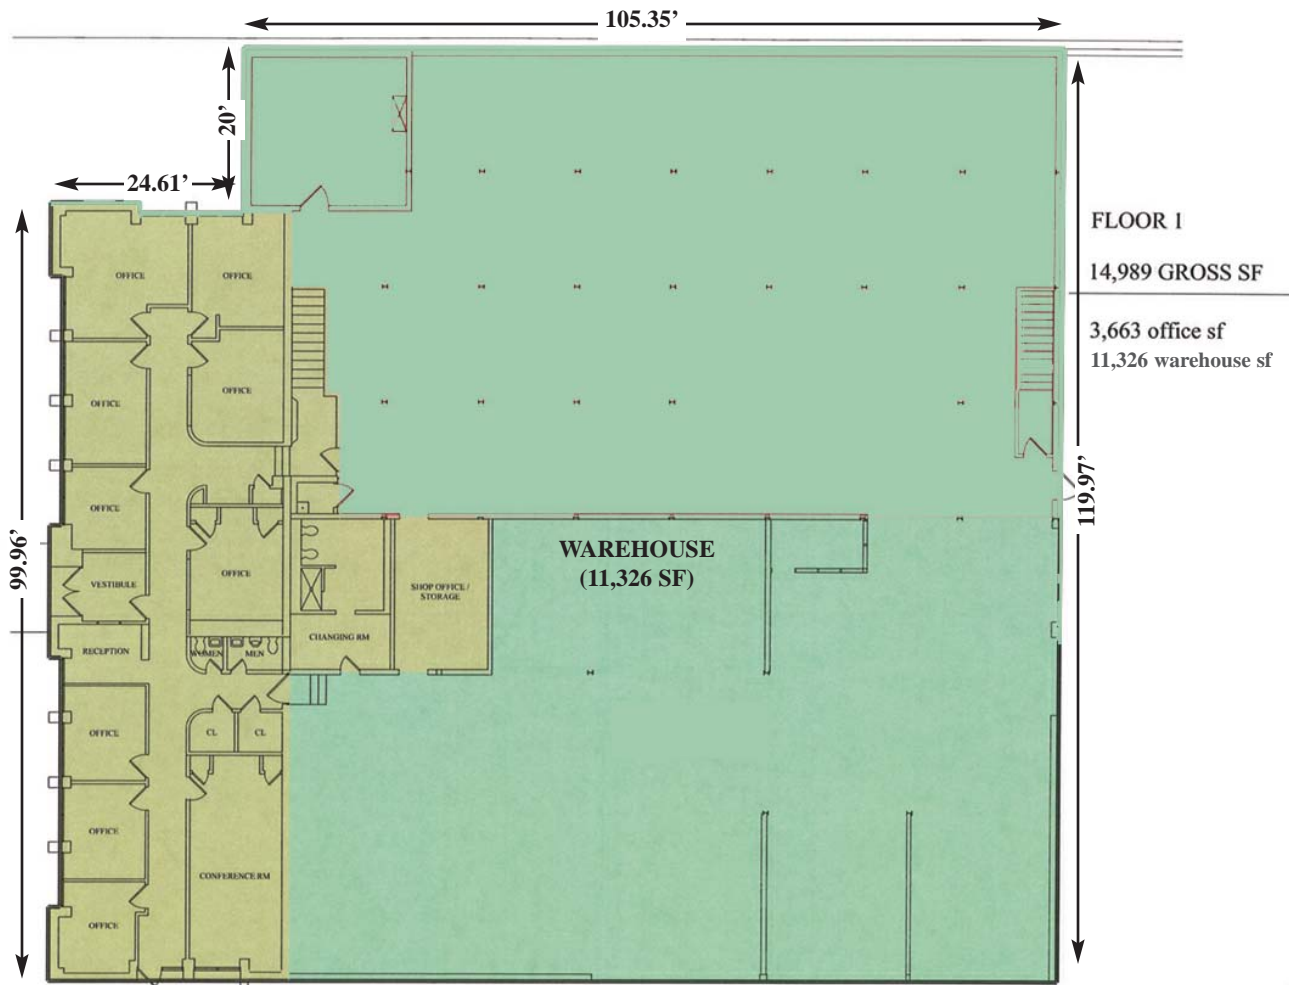 105.35’
20’
24.61’
FLOOR 1
14,989 GROSS SF
3,663 office sf
11,326 warehouse sf
OFFICE
OFFICE
OFFICE
OFFICE
OFFICE
OFFICE
VESTIBULE
RECEPTION
WOMEN
MEN
CHANGING RM
SHOP OFFICE /
STORAGE
WAREHOUSE
(11,326 SF)
99.96’
119.97’
OFFICE
CL
CL
OFFICE
CONFERENCE RM
OFFICE